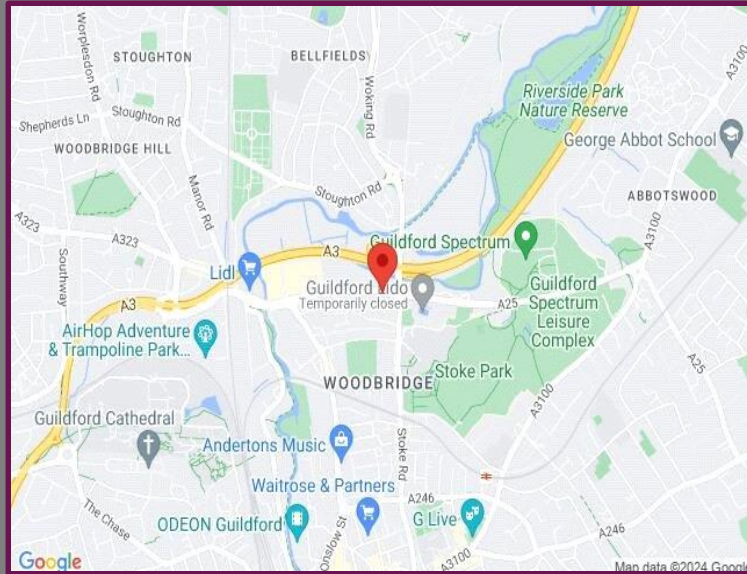 STOUGHTON
BELLFIELDS
Worplesdon Rd
Woking Rd
A3100
Riverside Park
Nature Reserve
Shepherds Ln
Stoughton Rd
George Abbot School
WOODBRIDGE HILL
Manor Rd
Stoughton Rd
ABBOTSWOOD
A323
A323
A3
Guildford Spectrum
A3100
Southway
Lidl
A3
Guildford Lido
Temporarily closed
A25
Guildford
Spectrum
Leisure
Complex
AirHop Adventure
& Trampoline Park...
A25
WOODBRIDGE
Stoke Park
A3100
Guildford Cathedral
Andertons Music
Stoke Rd
Waitrose & Partners
A246
The Chase
ODEON Guildford
onslow St
G Live
A246
A3100
Google
Map data ©2024 Google